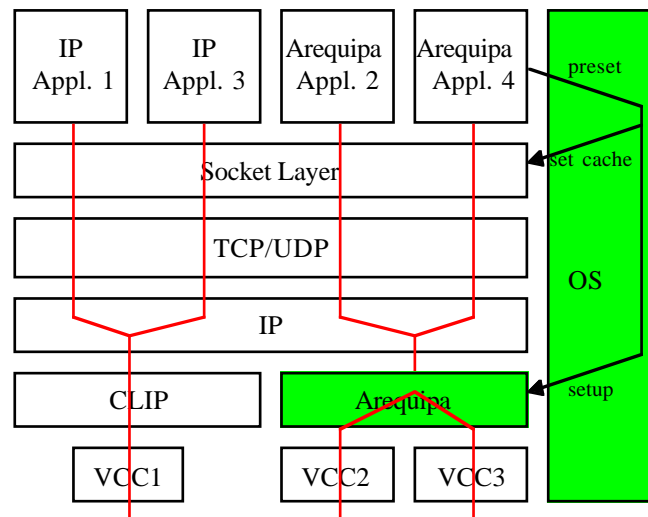 IP
Appl. 1
IP
Appl. 3
Arequipa
Appl. 2
Arequipa
Appl. 4
preset
Socket Layer
set cache
TCP/UDP
OS
IP
CLIP
Arequipa
setup
VCC1
VCC2
VCC3